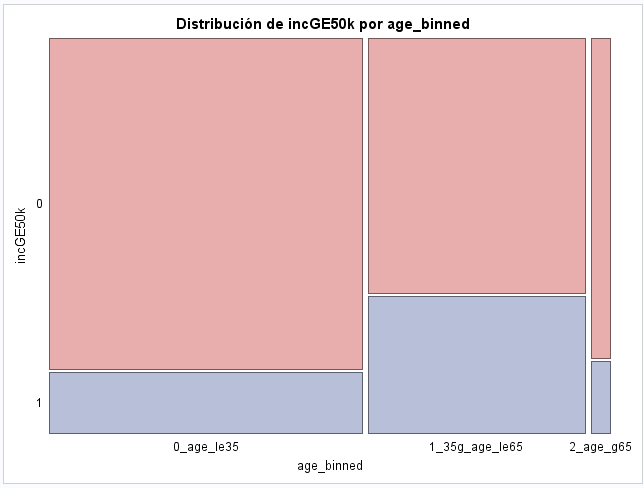 Distribución de incGE50k por age_binned
incGE50k
0
1
0_age_le35
1_35g_age_le65
2_age_g65
age_binned